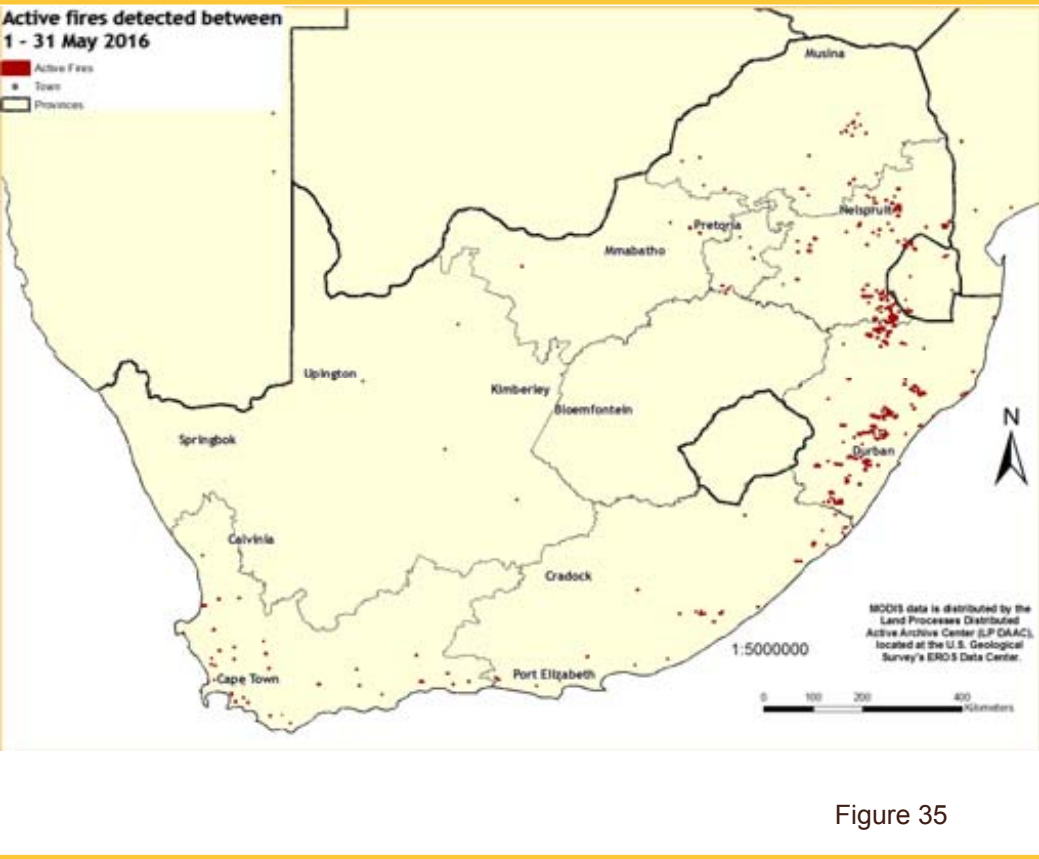 Active fires detected between
1 - 31 May 2016
Active Fires
Town
Provinces
Musina
Nelspruit
Pretoria
Mmabatho
Upington
Kimberley
Bloemfontein
Springbok
N
Durban
Calvinia
Cradock
MODIS data is distributed by the
Land Processes Distributed
Active Archive Center (LP DAAC),
located at the U.S. Geological
Survey's EROS Data Center.
1:5000000
Cape Town
Port Elizabeth
0 100 200 400
Kilometers
Figure 35